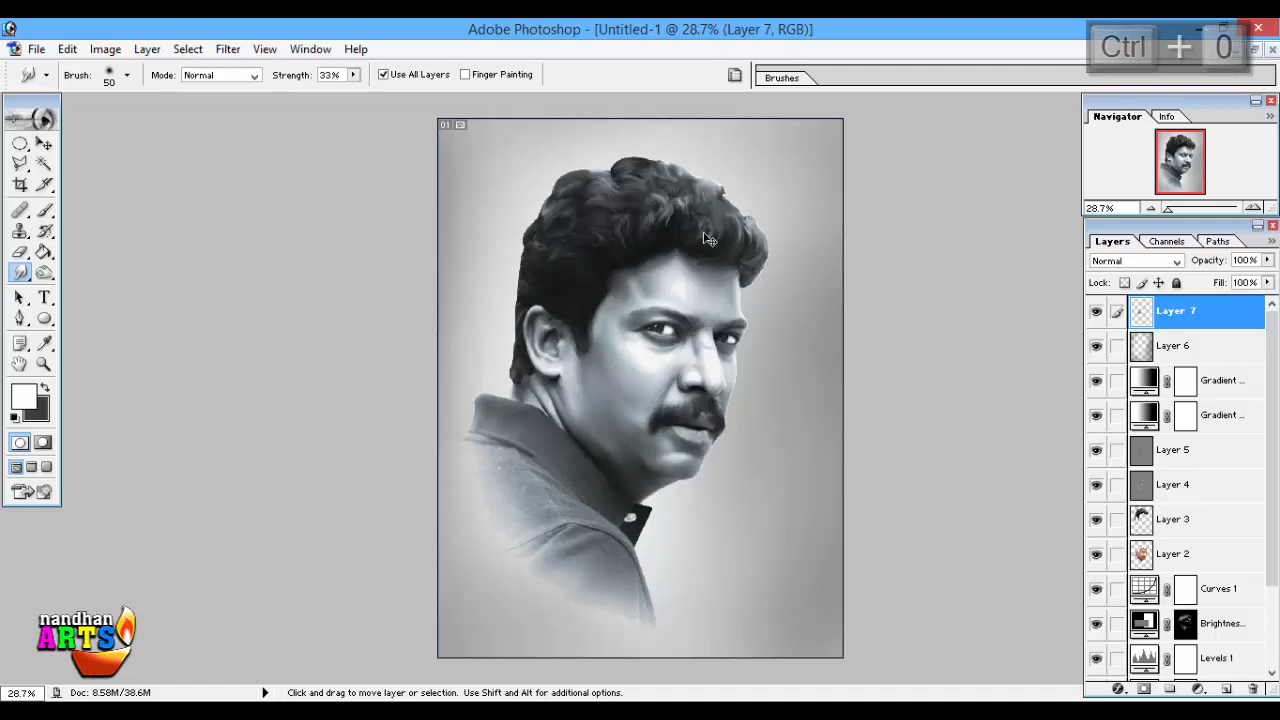 Adobe Photoshop - [Untitled-1 @ 28.7% (Layer 7, RGB)]
Ctrl + 0
File Edit Image Layer Select Filter View Window Help
Brush: 50 Mode: Normal Strength: 33% Use All Layers Finger Painting Brushes
Navigator Info
28.7%
Layers Channels Paths
Normal Opacity: 100%
Lock: Fill: 100%
01
Layer 7
Layer 6
Gradient ...
Gradient ...
Layer 5
Layer 4
Layer 3
Layer 2
Curves 1
Brightnes...
Levels 1
T
nandhan
ARTS
28.7% Doc: 8.58M/38.6M Click and drag to move layer or selection. Use Shift and Alt for additional options.